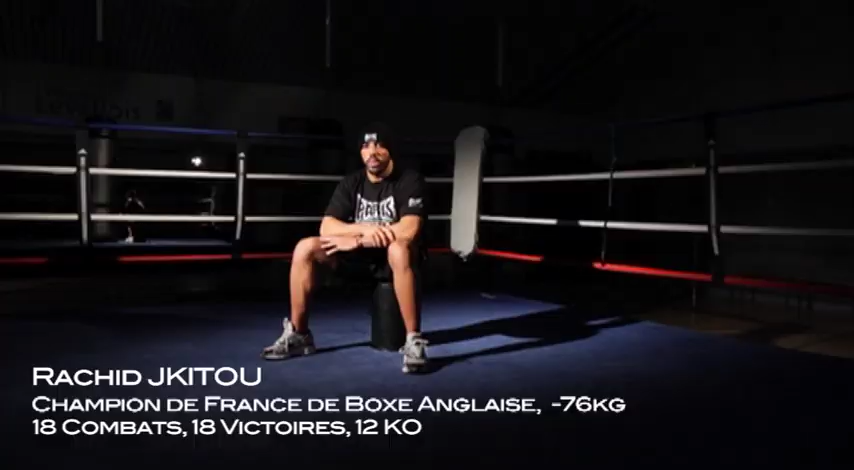 Rachid JKITOU
Champion de France de Boxe Anglaise, -76kg
18 Combats, 18 Victoires, 12 KO